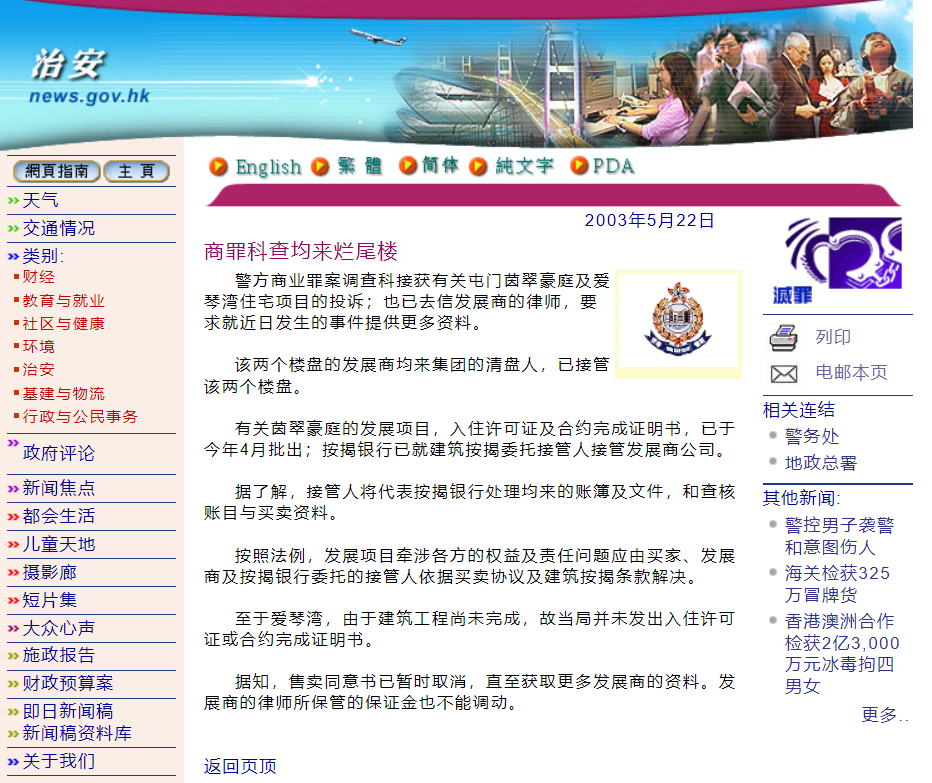 治安
news.gov.hk
網頁指南 主頁
English 繁體 简体 純文字 PDA
天气
交通情况
类别:
财经
教育与就业
社区与健康
环境
治安
基建与物流
行政与公民事务
政府评论
新闻焦点
都会生活
儿童天地
摄影廊
短片集
大众心声
施政报告
财政预算案
即日新闻稿
新闻稿资料库
关于我们
2003年5月22日
商罪科查均来烂尾楼
警方商业罪案调查科接获有关屯门茵翠豪庭及爱
琴湾住宅项目的投诉；也已去信发展商的律师，要
求就近日发生的事件提供更多资料。
该两个楼盘的发展商均来集团的清盘人，已接管
该两个楼盘。
有关茵翠豪庭的发展项目，入住许可证及合约完成证明书，已于
今年4月批出；按揭银行已就建筑按揭委托接管人接管发展商公司。
据了解，接管人将代表按揭银行处理均来的账簿及文件，和查核
账目与买卖资料。
按照法例，发展项目牵涉各方的权益及责任问题应由买家、发展
商及按揭银行委托的接管人依据买卖协议及建筑按揭条款解决。
至于爱琴湾，由于建筑工程尚未完成，故当局并未发出入住许可
证或合约完成证明书。
据知，售卖同意书已暂时取消，直至获取更多发展商的资料。发
展商的律师所保管的保证金也不能调动。
返回页顶
滅罪
列印
电邮本页
相关连结
警务处
地政总署
其他新闻:
警控男子袭警
和意图伤人
海关检获325
万冒牌货
香港澳洲合作
检获2亿3,000
万元冰毒拘四
男女
更多..